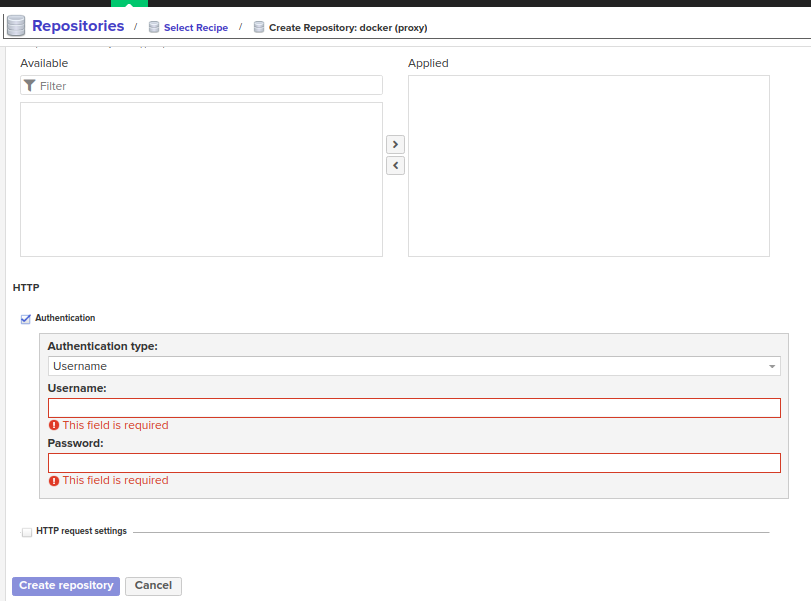 Repositories / Select Recipe / Create Repository: docker (proxy)
Available
Applied
Filter
HTTP
Authentication
Authentication type:
Username
Username:
This field is required
Password:
This field is required
HTTP request settings
Create repository
Cancel